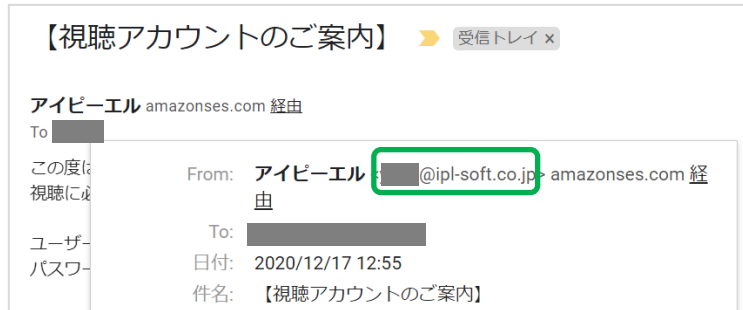 【視聴アカウントのご案内】 受信トレイ ×
アイピーエル amazonses.com 経由
To
この度
視聴に必
ユーザー
パスワー
From: アイピーエル @ipl-soft.co.jp> amazonses.com 経
由
To:
日付: 2020/12/17 12:55
件名: 【視聴アカウントのご案内】